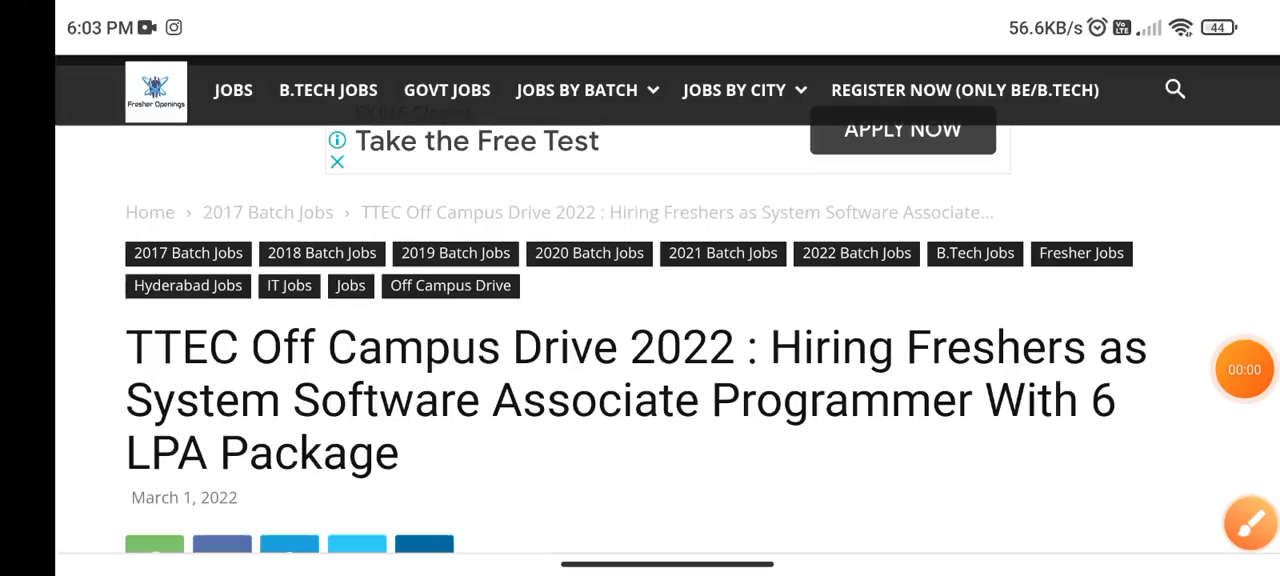 6:03 PM
56.6KB/s
Vo
LTE
44
Fresher Openings
JOBS
B.TECH JOBS
GOVT JOBS
JOBS BY BATCH
JOBS BY CITY
REGISTER NOW (ONLY BE/B.TECH)
Take the Free Test
APPLY NOW
Home › 2017 Batch Jobs › TTEC Off Campus Drive 2022 : Hiring Freshers as System Software Associate...
2017 Batch Jobs
2018 Batch Jobs
2019 Batch Jobs
2020 Batch Jobs
2021 Batch Jobs
2022 Batch Jobs
B.Tech Jobs
Fresher Jobs
Hyderabad Jobs
IT Jobs
Jobs
Off Campus Drive
TTEC Off Campus Drive 2022 : Hiring Freshers as
System Software Associate Programmer With 6
LPA Package
March 1, 2022
00:00